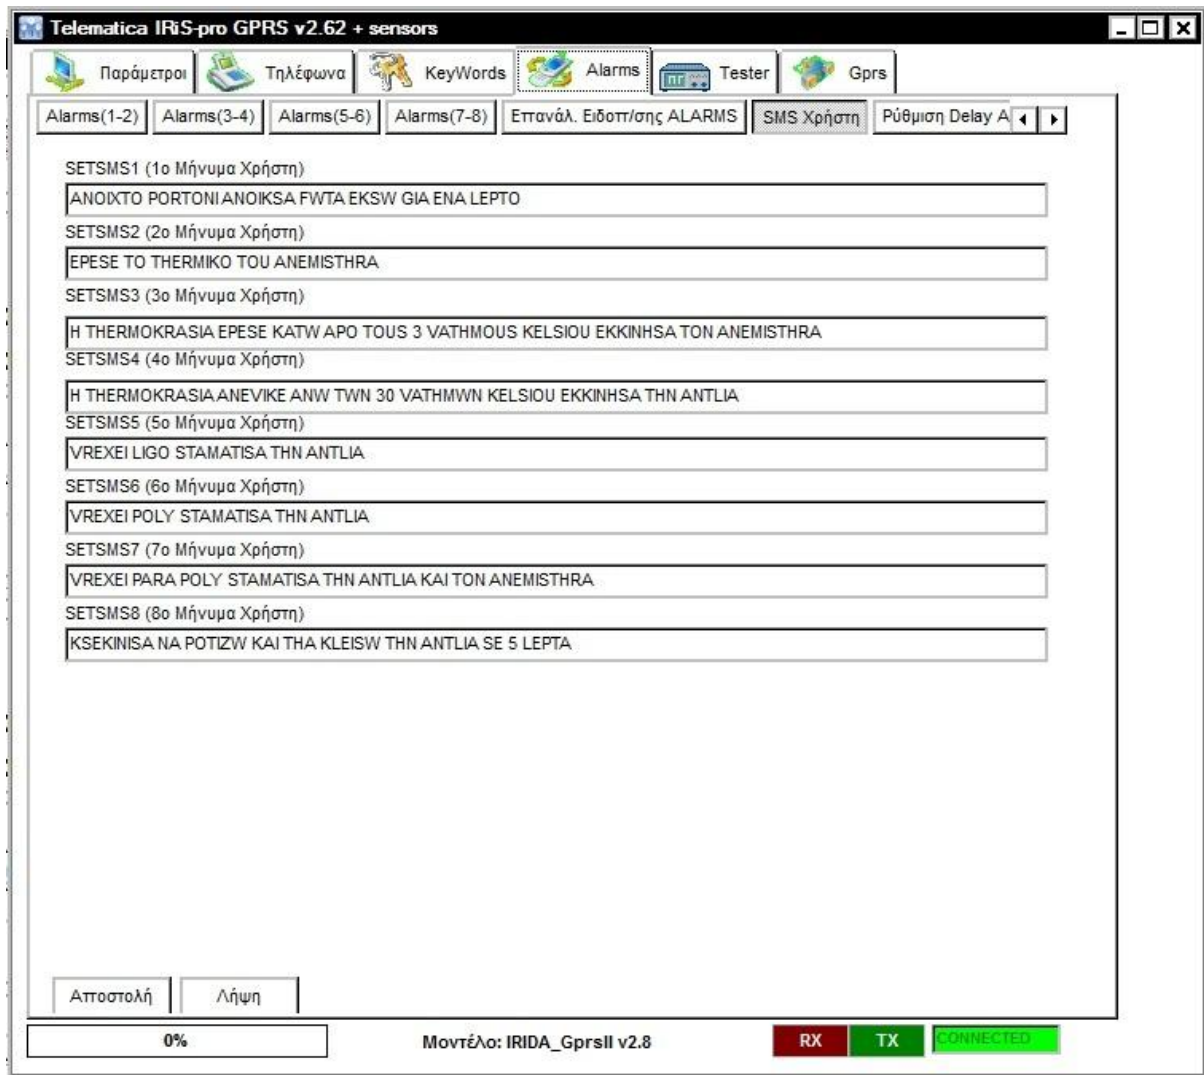 Telematica IRiS-pro GPRS v2.62 + sensors
Παράμετροι Τηλέφωνα KeyWords Alarms Tester Gprs
Alarms(1-2) Alarms(3-4) Alarms(5-6) Alarms(7-8) Επανάλ. Ειδοπ/σης ALARMS SMS Χρήστη Ρύθμιση Delay A
SETSMS1 (1ο Μήνυμα Χρήστη)
ANOIXTO PORTONI ANOIKSA FWTA EKSW GIA ENA LEPTO
SETSMS2 (2ο Μήνυμα Χρήστη)
EPESE TO THERMIKO TOU ANEMISTHRA
SETSMS3 (3ο Μήνυμα Χρήστη)
H THERMOKRASIA EPESE KATW APO TOUS 3 VATHMOUS KELSIOU EKKINHSA TON ANEMISTHRA
SETSMS4 (4ο Μήνυμα Χρήστη)
H THERMOKRASIA ANEVIKE ANW TWN 30 VATHMWN KELSIOU EKKINHSA THN ANTLIA
SETSMS5 (5ο Μήνυμα Χρήστη)
VREXEI LIGO STAMATISA THN ANTLIA
SETSMS6 (6ο Μήνυμα Χρήστη)
VREXEI POLY STAMATISA THN ANTLIA
SETSMS7 (7ο Μήνυμα Χρήστη)
VREXEI PARA POLY STAMATISA THN ANTLIA KAI TON ANEMISTHRA
SETSMS8 (8ο Μήνυμα Χρήστη)
KSEKINISA NA POTIZW KAI THA KLEISW THN ANTLIA SE 5 LEPTA
Αποστολή Λήψη
0% Μοντέλο: IRIDA_GprsII v2.8 RX TX CONNECTED